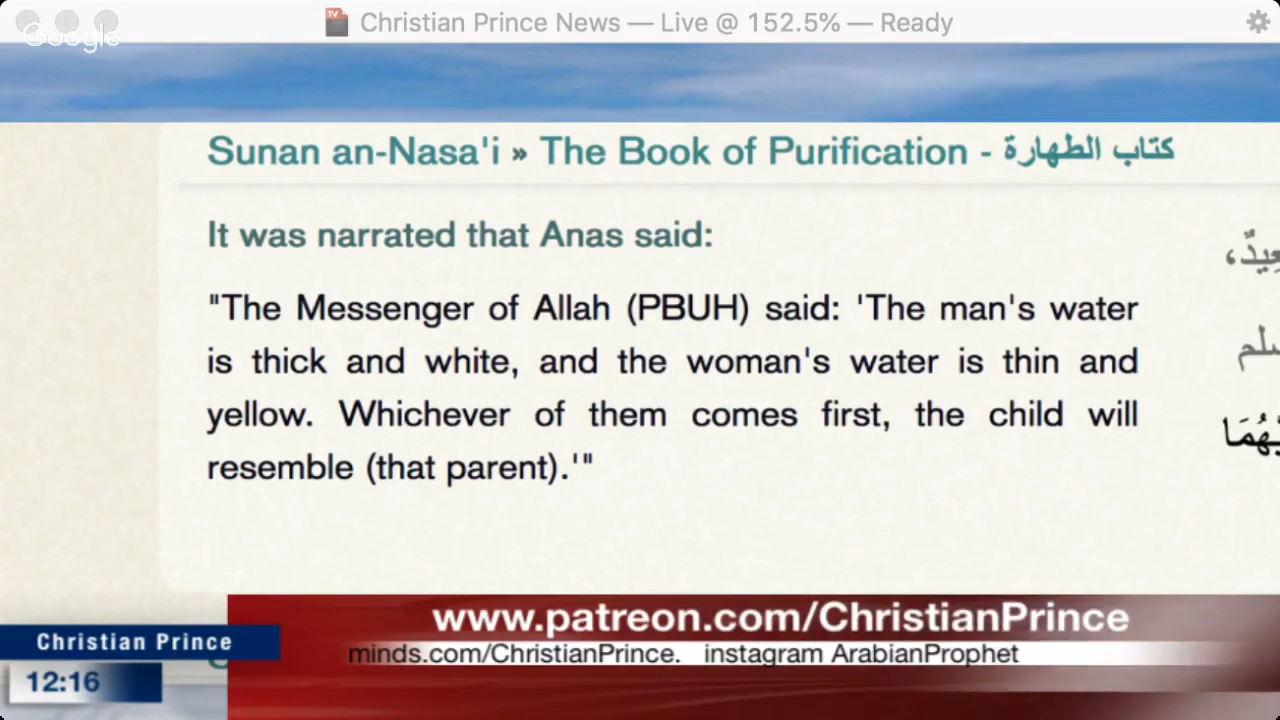 Christian Prince News — Live @ 152.5% — Ready
Google
Sunan an-Nasa'i » The Book of Purification - كتاب الطهارة
It was narrated that Anas said:
"The Messenger of Allah (PBUH) said: 'The man's water
is thick and white, and the woman's water is thin and
yellow. Whichever of them comes first, the child will
resemble (that parent).'"
www.patreon.com/ChristianPrince
Christian Prince
minds.com/ChristianPrince. instagram ArabianProphet
12:16